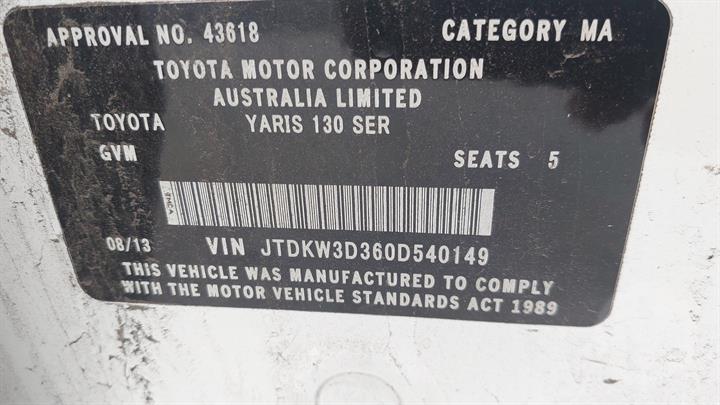 APPROVAL NO. 43618 CATEGORY MA
TOYOTA MOTOR CORPORATION
AUSTRALIA LIMITED
TOYOTA YARIS 130 SER
GVM SEATS 5
08/13 VIN JTDKW3D360D540149
THIS VEHICLE WAS MANUFACTURED TO COMPLY
WITH THE MOTOR VEHICLE STANDARDS ACT 1989